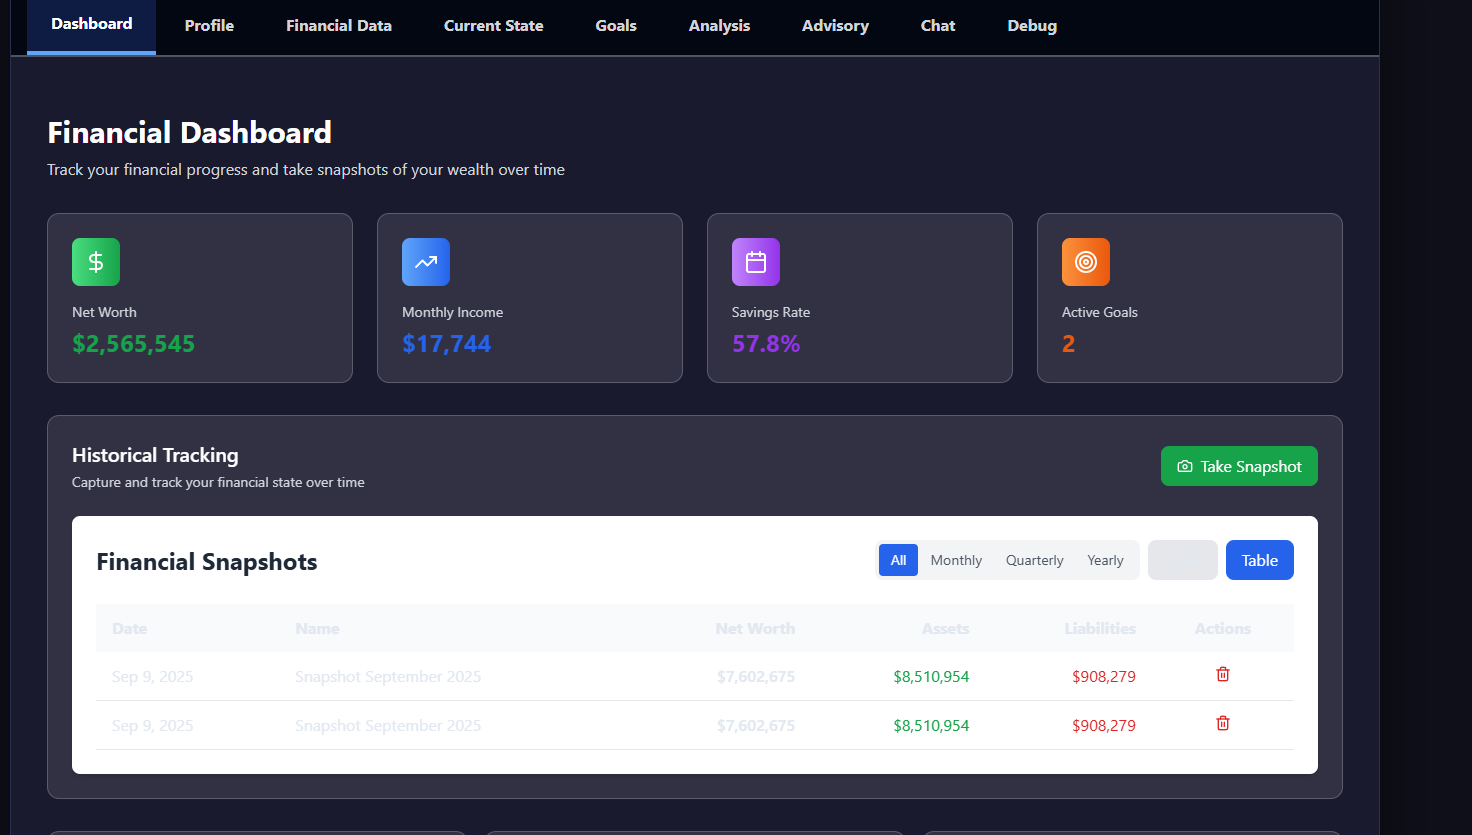 Dashboard Profile Financial Data Current State Goals Analysis Advisory Chat Debug
Financial Dashboard
Track your financial progress and take snapshots of your wealth over time
Net Worth
$2,565,545
Monthly Income
$17,744
Savings Rate
57.8%
Active Goals
2
Historical Tracking
Capture and track your financial state over time
Take Snapshot
Financial Snapshots
All Monthly Quarterly Yearly Table
Date Name Net Worth Assets Liabilities Actions
Sep 9, 2025 Snapshot September 2025 $7,602,675 $8,510,954 $908,279
Sep 9, 2025 Snapshot September 2025 $7,602,675 $8,510,954 $908,279